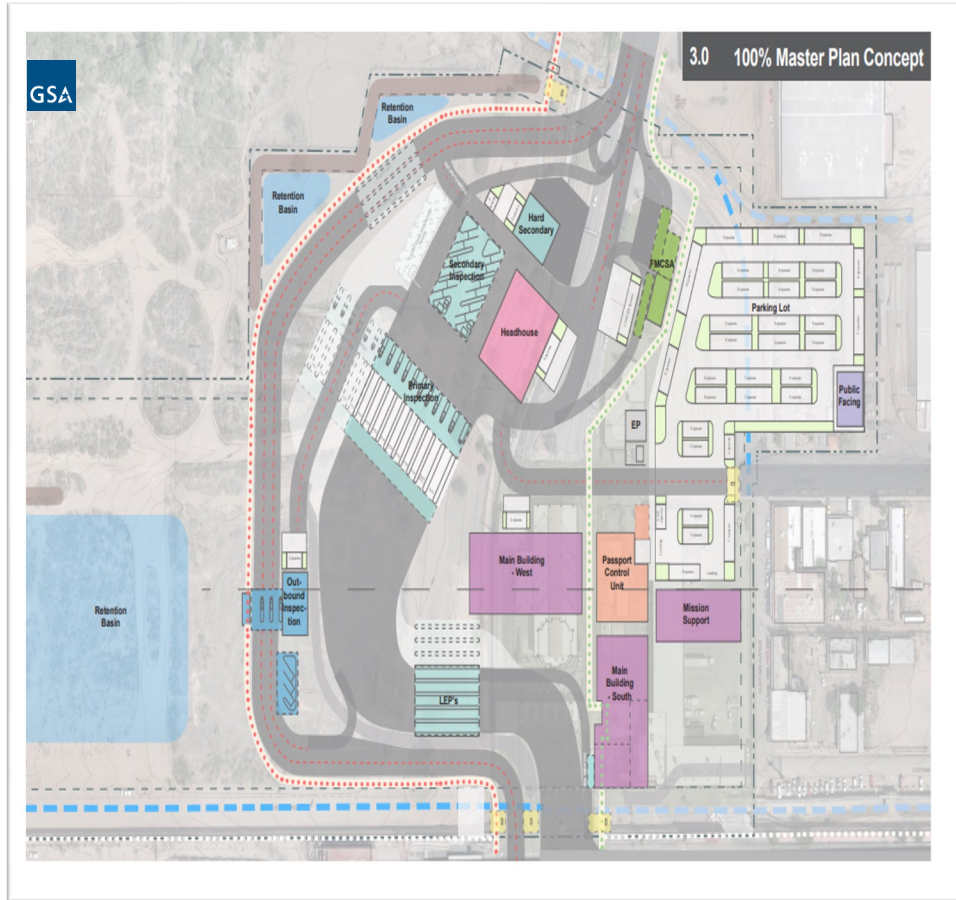 3.0 100% Master Plan Concept
GSA
Retention
Basin
Retention
Basin
Hard
Secondary
Secondary
Inspection
FMCSA
Headhouse
Parking Lot
Primary
Inspection
Public
Facing
EP
Main Building
- West
Passport
Control
Unit
Out-
bound
Inspec-
tion
Retention
Basin
Mission
Support
Main
Building
- South
LEP's